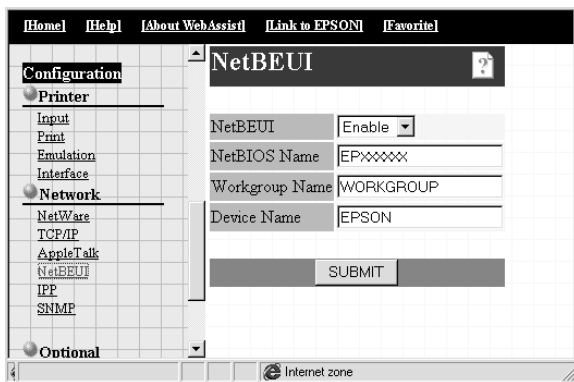 [Home] [Help] [About WebAssist] [Link to EPSON] [Favorite]
Configuration
Printer
Input
Print
Emulation
Interface
Network
NetWare
TCP/IP
AppleTalk
NetBEUI
IPP
SNMP
Optional
NetBEUI ?
NetBEUI Enable
NetBIOS Name EPXXXXXX
Workgroup Name WORKGROUP
Device Name EPSON
SUBMIT
Internet zone